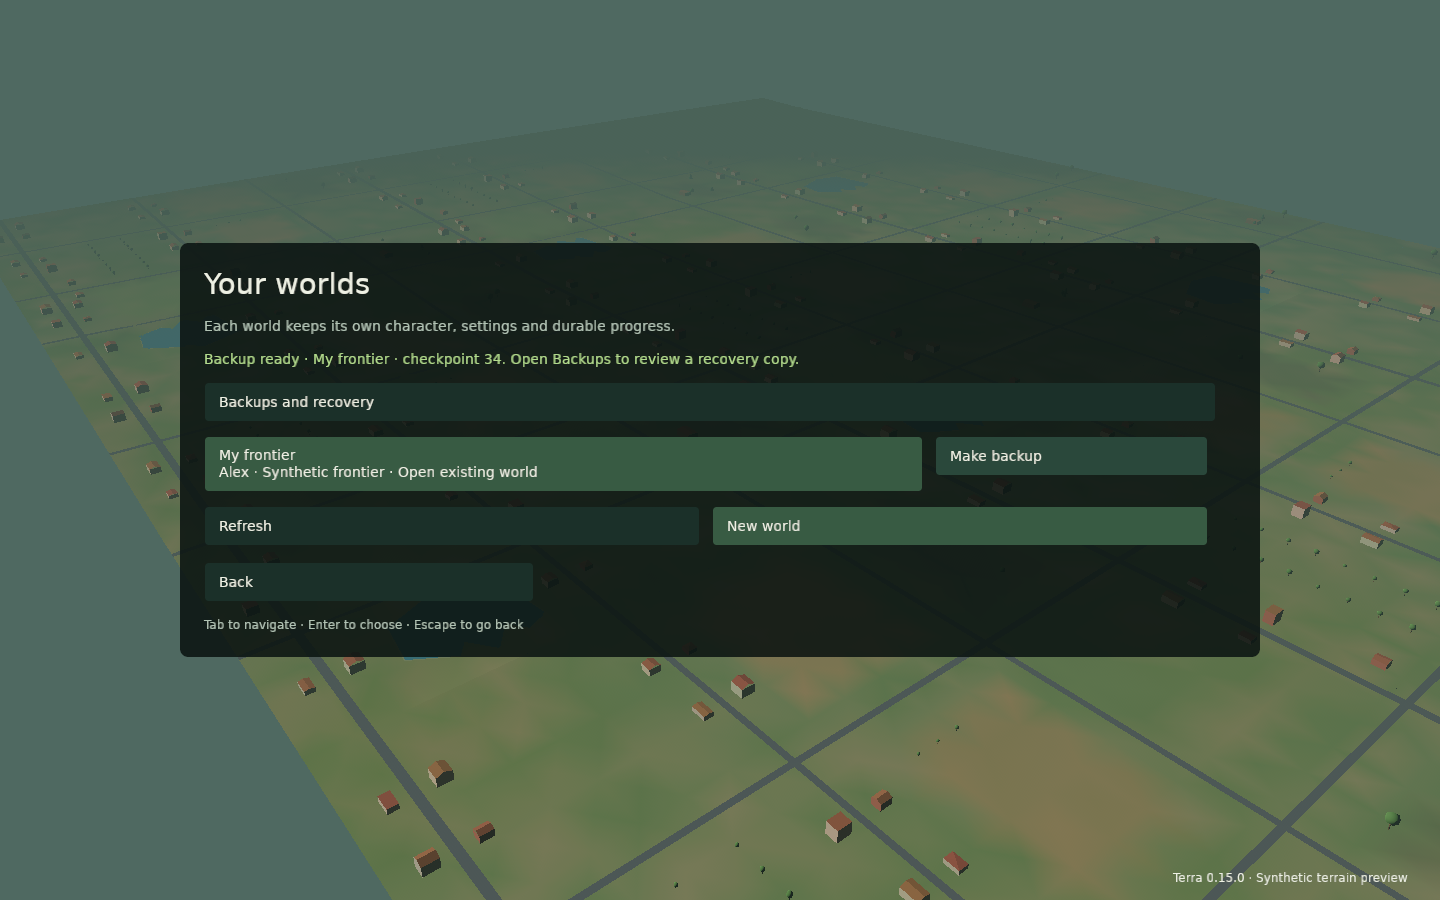 Your worlds
Each world keeps its own character, settings and durable progress.
Backup ready · My frontier · checkpoint 34. Open Backups to review a recovery copy.
Backups and recovery
My frontier
Alex · Synthetic frontier · Open existing world
Make backup
Refresh
New world
Back
Tab to navigate · Enter to choose · Escape to go back
Terra 0.15.0 · Synthetic terrain preview